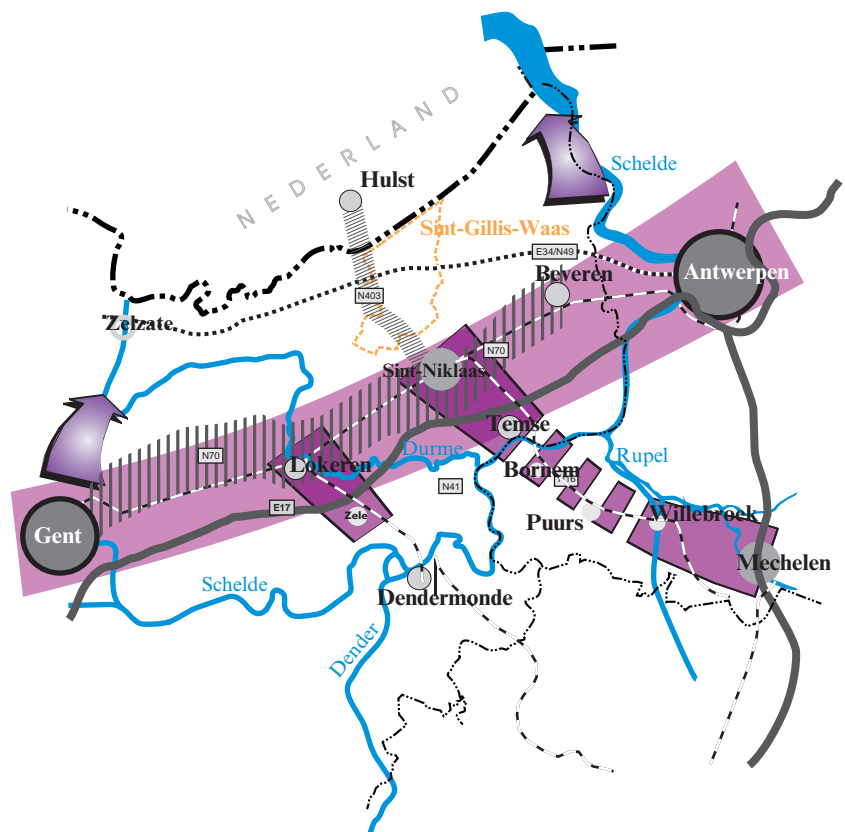 NEDERLAND
Hulst
Schelde
Sint-Gillis-Waas
E34/N49
Beveren
Antwerpen
N403
Zelzate
N70
Sint-Niklaas
Temse
Durme
Rupel
N70
Lokeren
Bornem
N41
E17
Zele
Puurs
Willebroek
Gent
Mechelen
Schelde
Dendermonde
Dender